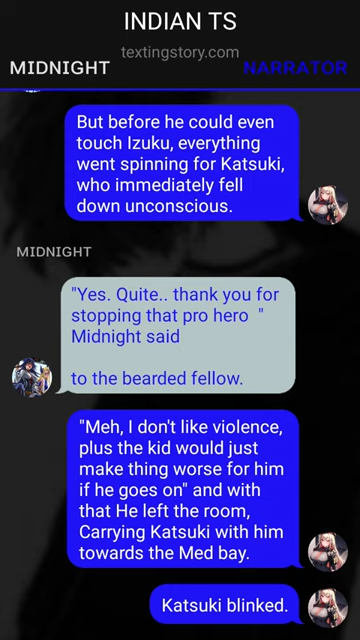 INDIAN TS
textingstory.com
MIDNIGHT NARRATOR
But before he could even
touch Izuku, everything
went spinning for Katsuki,
who immediately fell
down unconscious.
MIDNIGHT
"Yes. Quite.. thank you for
stopping that pro hero "
Midnight said
to the bearded fellow.
"Meh, I don't like violence,
plus the kid would just
make thing worse for him
if he goes on" and with
that He left the room,
Carrying Katsuki with him
towards the Med bay.
Katsuki blinked.